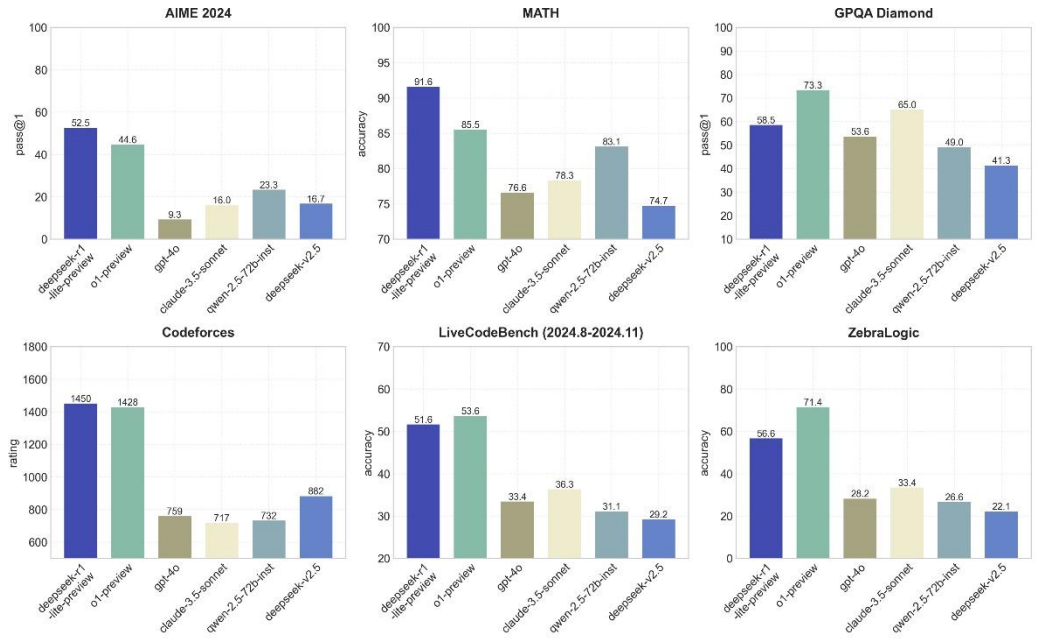 AIME 2024
pass@1
100
80
60
40
20
0
52.5
44.6
9.3
16.0
23.3
16.7
deepseek-r1
-lite-preview
o1-preview
gpt-4o
claude-3.5-sonnet
qwen-2.5-72b-inst
deepseek-v2.5
MATH
accuracy
100
95
90
85
80
75
70
91.6
85.5
76.6
78.3
83.1
74.7
deepseek-r1
-lite-preview
o1-preview
gpt-4o
claude-3.5-sonnet
qwen-2.5-72b-inst
deepseek-v2.5
GPQA Diamond
pass@1
100
90
80
70
60
50
40
30
20
10
58.5
73.3
53.6
65.0
49.0
41.3
deepseek-r1
-lite-preview
o1-preview
gpt-4o
claude-3.5-sonnet
qwen-2.5-72b-inst
deepseek-v2.5
Codeforces
rating
1800
1600
1400
1200
1000
800
600
1450
1428
759
717
732
882
deepseek-r1
-lite-preview
o1-preview
gpt-4o
claude-3.5-sonnet
qwen-2.5-72b-inst
deepseek-v2.5
LiveCodeBench (2024.8-2024.11)
accuracy
70
60
50
40
30
20
51.6
53.6
33.4
36.3
31.1
29.2
deepseek-r1
-lite-preview
o1-preview
gpt-4o
claude-3.5-sonnet
qwen-2.5-72b-inst
deepseek-v2.5
ZebraLogic
accuracy
100
80
60
40
20
0
56.6
71.4
28.2
33.4
26.6
22.1
deepseek-r1
-lite-preview
o1-preview
gpt-4o
claude-3.5-sonnet
qwen-2.5-72b-inst
deepseek-v2.5